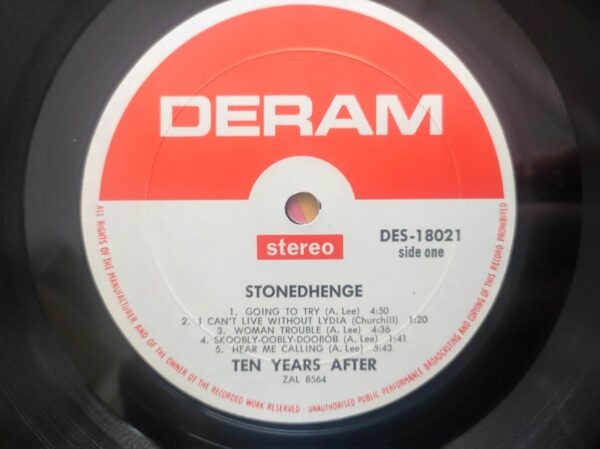 DERAM
stereo
DES-18021
side one
STONEDHENGE
1. GOING TO TRY (A. Lee) 4:50
2. I CAN'T LIVE WITHOUT LYDIA (Churchill) 1:20
3. WOMAN TROUBLE (A. Lee) 4:36
4. SKOOBLY-OOBLY-DOOBOB (A. Lee) 1:41
5. HEAR ME CALLING (A. Lee) 5:43
TEN YEARS AFTER
ZAL 8564
ALL RIGHTS OF THE MANUFACTURER AND OF THE OWNER OF THE RECORDED WORK RESERVED · UNAUTHORISED PUBLIC PERFORMANCE BROADCASTING AND COPYING OF THIS RECORD PROHIBITED